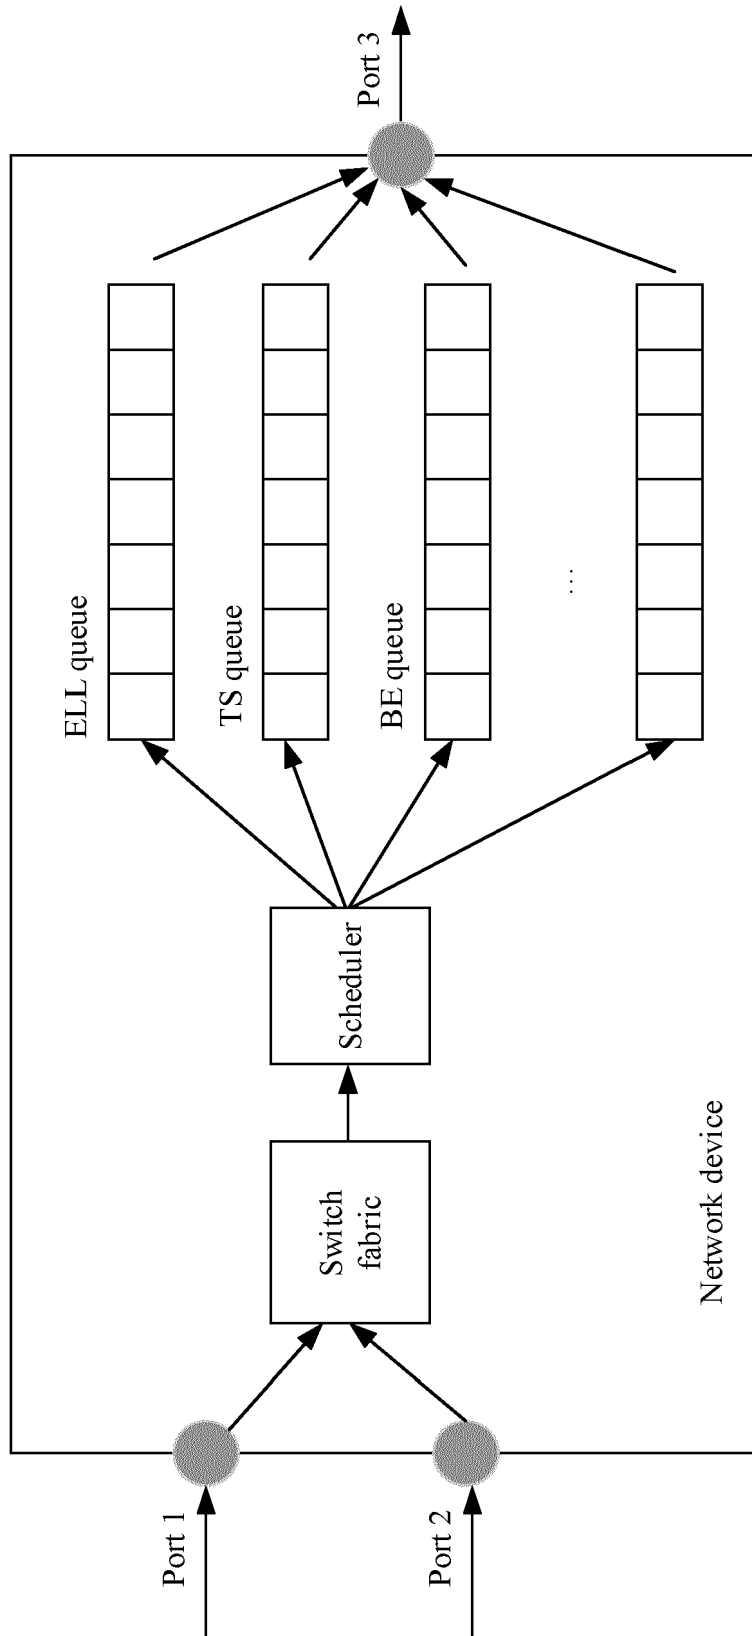 Port 1
Port 2
Switch
fabric
Scheduler
ELL queue
TS queue
BE queue
...
Port 3
Network device